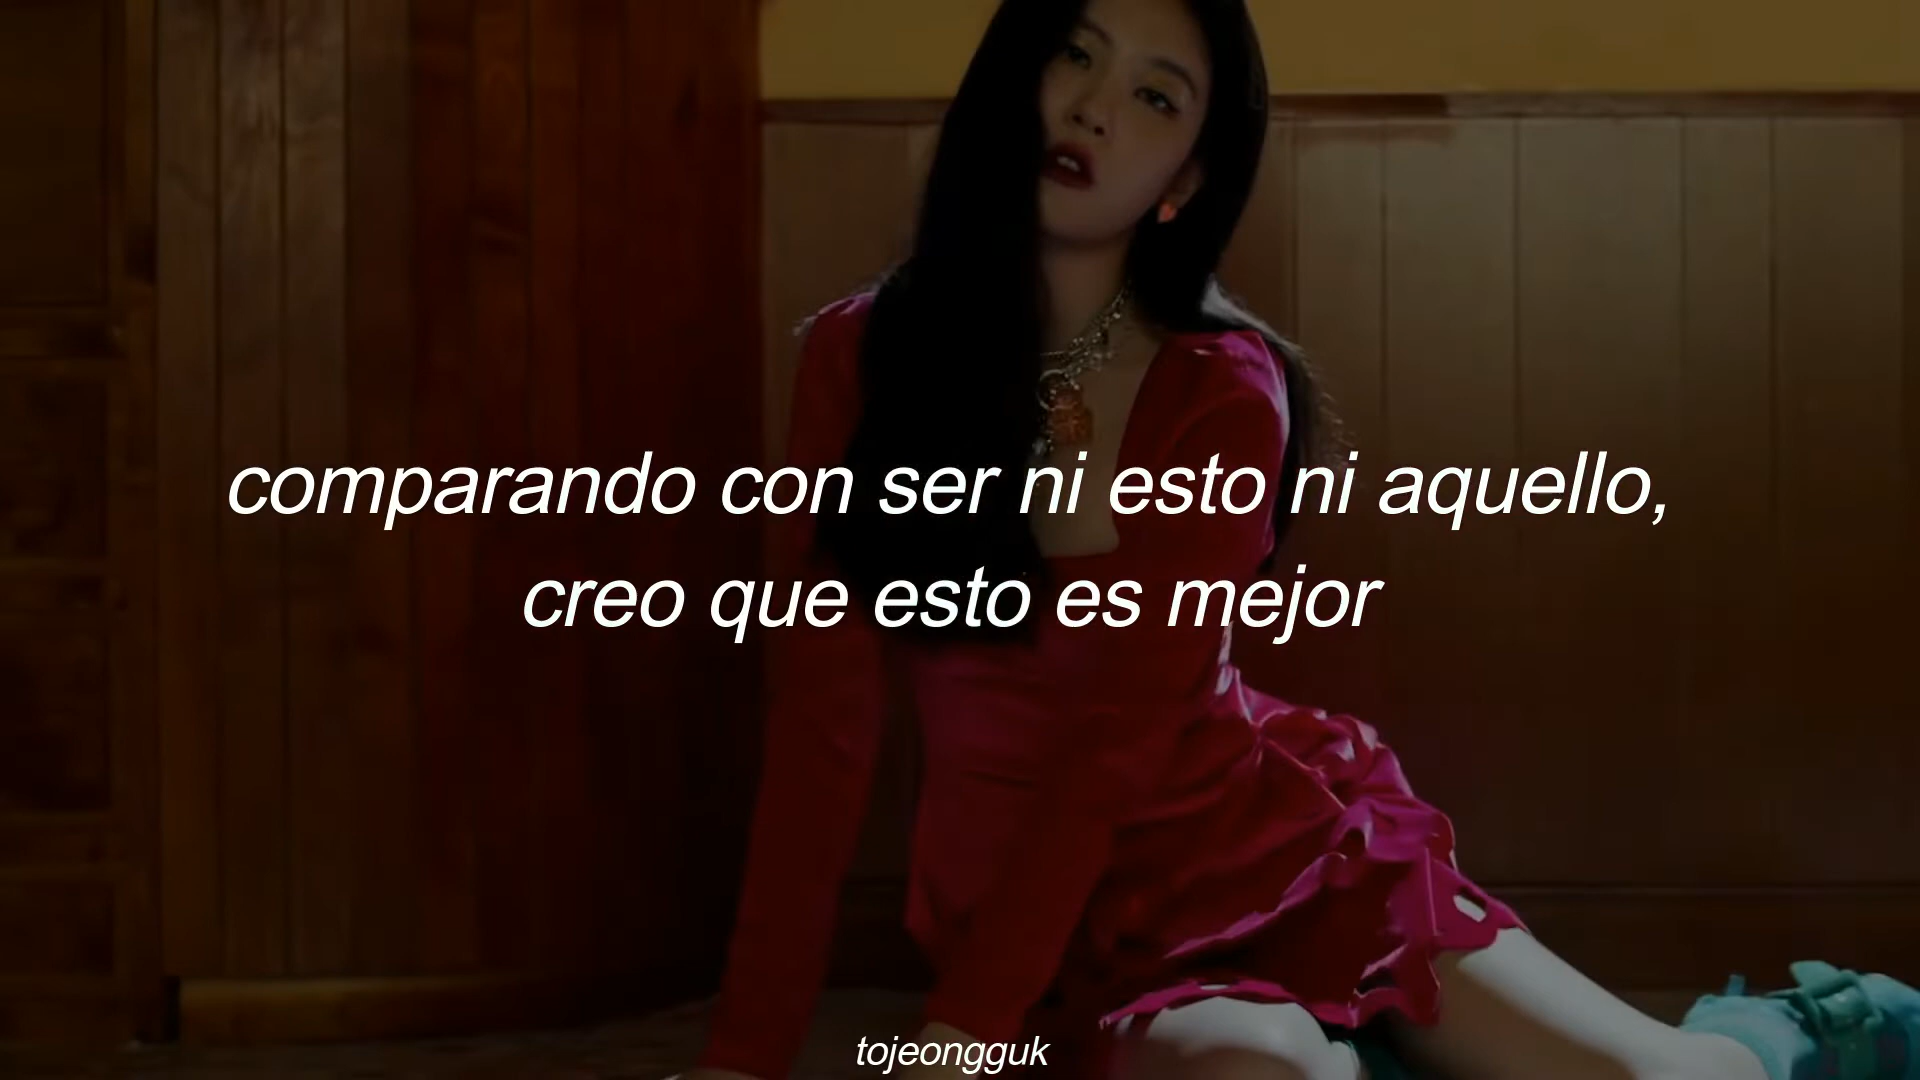 comparando con ser ni esto ni aquello,
creo que esto es mejor
tojeongguk